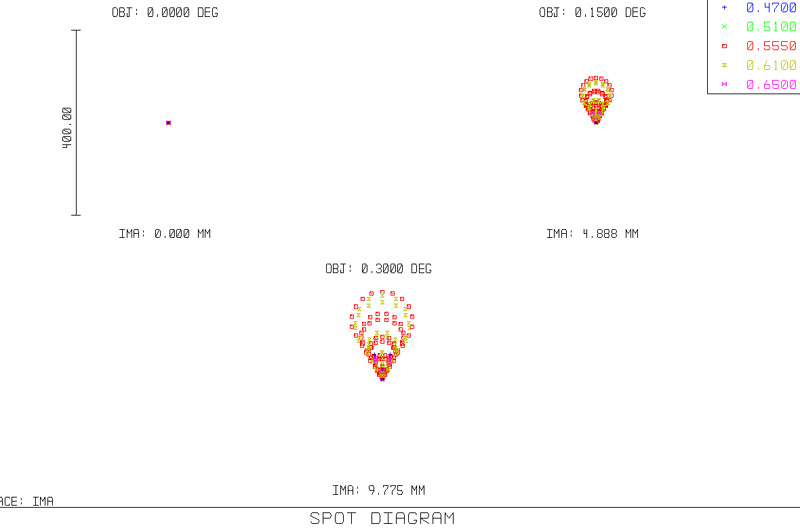 OBJ: 0.0000 DEG
OBJ: 0.1500 DEG
0.4700
0.5100
0.5550
0.6100
0.6500
400.00
IMA: 0.000 MM
IMA: 4.888 MM
OBJ: 0.3000 DEG
IMA: 9.775 MM
ACE: IMA
SPOT DIAGRAM